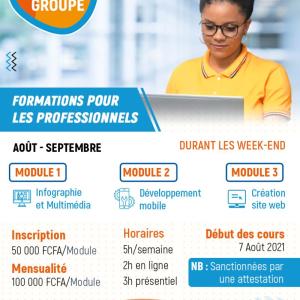 GROUPE
FORMATIONS POUR
LES PROFESSIONNELS
AOÛT - SEPTEMBRE
DURANT LES WEEK-END
MODULE 1
MODULE 2
MODULE 3
Infographie
et Multimédia
Développement
mobile
Création
site web
Inscription
50 000 FCFA/Module
Mensualité
100 000 FCFA/Module
Horaires
5h/semaine
2h en ligne
3h présentiel
Début des cours
7 Août 2021
NB : Sanctionnées par
une attestation